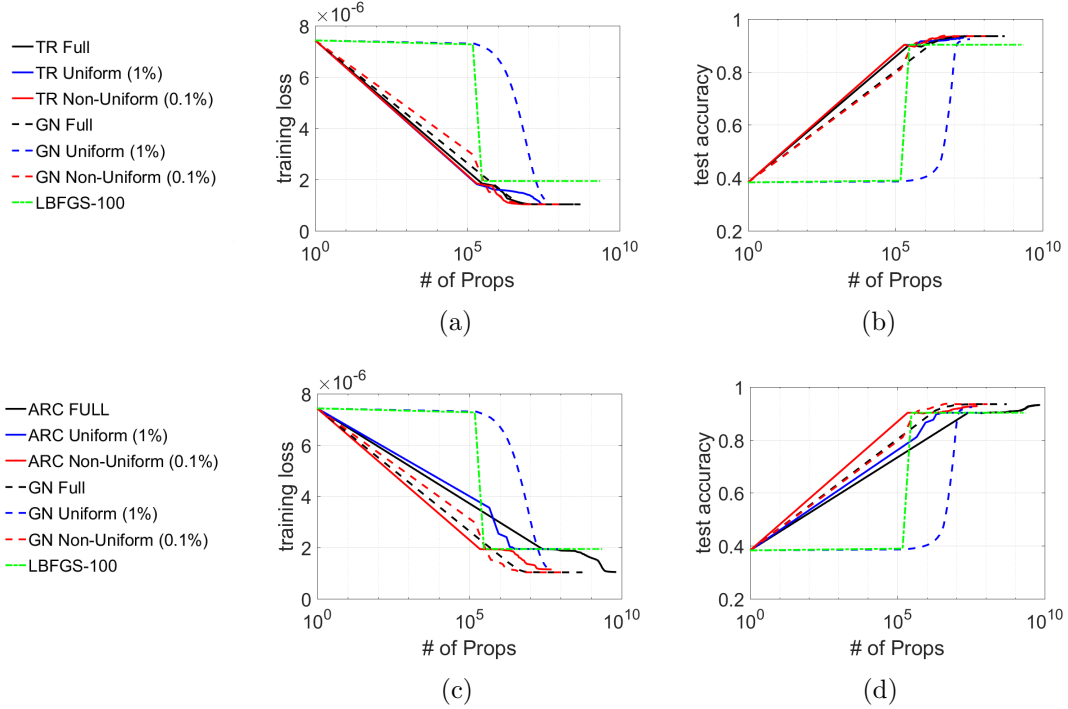 TR Full
TR Uniform (1%)
TR Non-Uniform (0.1%)
GN Full
GN Uniform (1%)
GN Non-Uniform (0.1%)
LBFGS-100
×10^-6
8
6
4
2
0
training loss
10^0
10^5
10^10
# of Props
(a)
1
0.8
0.6
0.4
0.2
test accuracy
10^0
10^5
10^10
# of Props
(b)
ARC FULL
ARC Uniform (1%)
ARC Non-Uniform (0.1%)
GN Full
GN Uniform (1%)
GN Non-Uniform (0.1%)
LBFGS-100
×10^-6
8
6
4
2
0
training loss
10^0
10^5
10^10
# of Props
(c)
1
0.8
0.6
0.4
0.2
test accuracy
10^0
10^5
10^10
# of Props
(d)